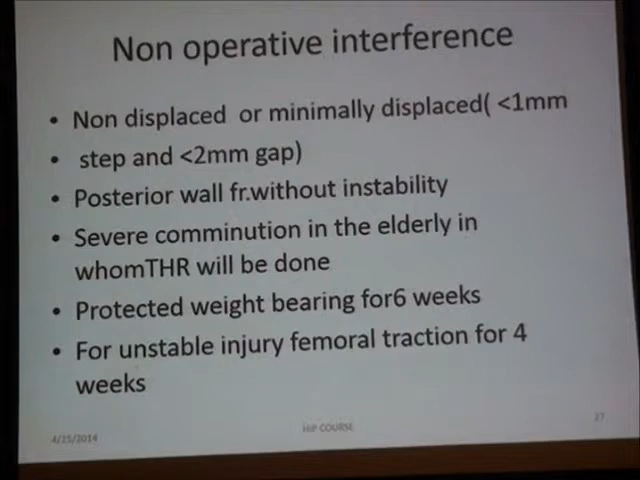 Non operative interference
• Non displaced or minimally displaced( <1mm
• step and <2mm gap)
• Posterior wall fr.without instability
• Severe comminution in the elderly in
whomTHR will be done
• Protected weight bearing for6 weeks
• For unstable injury femoral traction for 4
weeks
4/25/2014
HIP COURSE
27